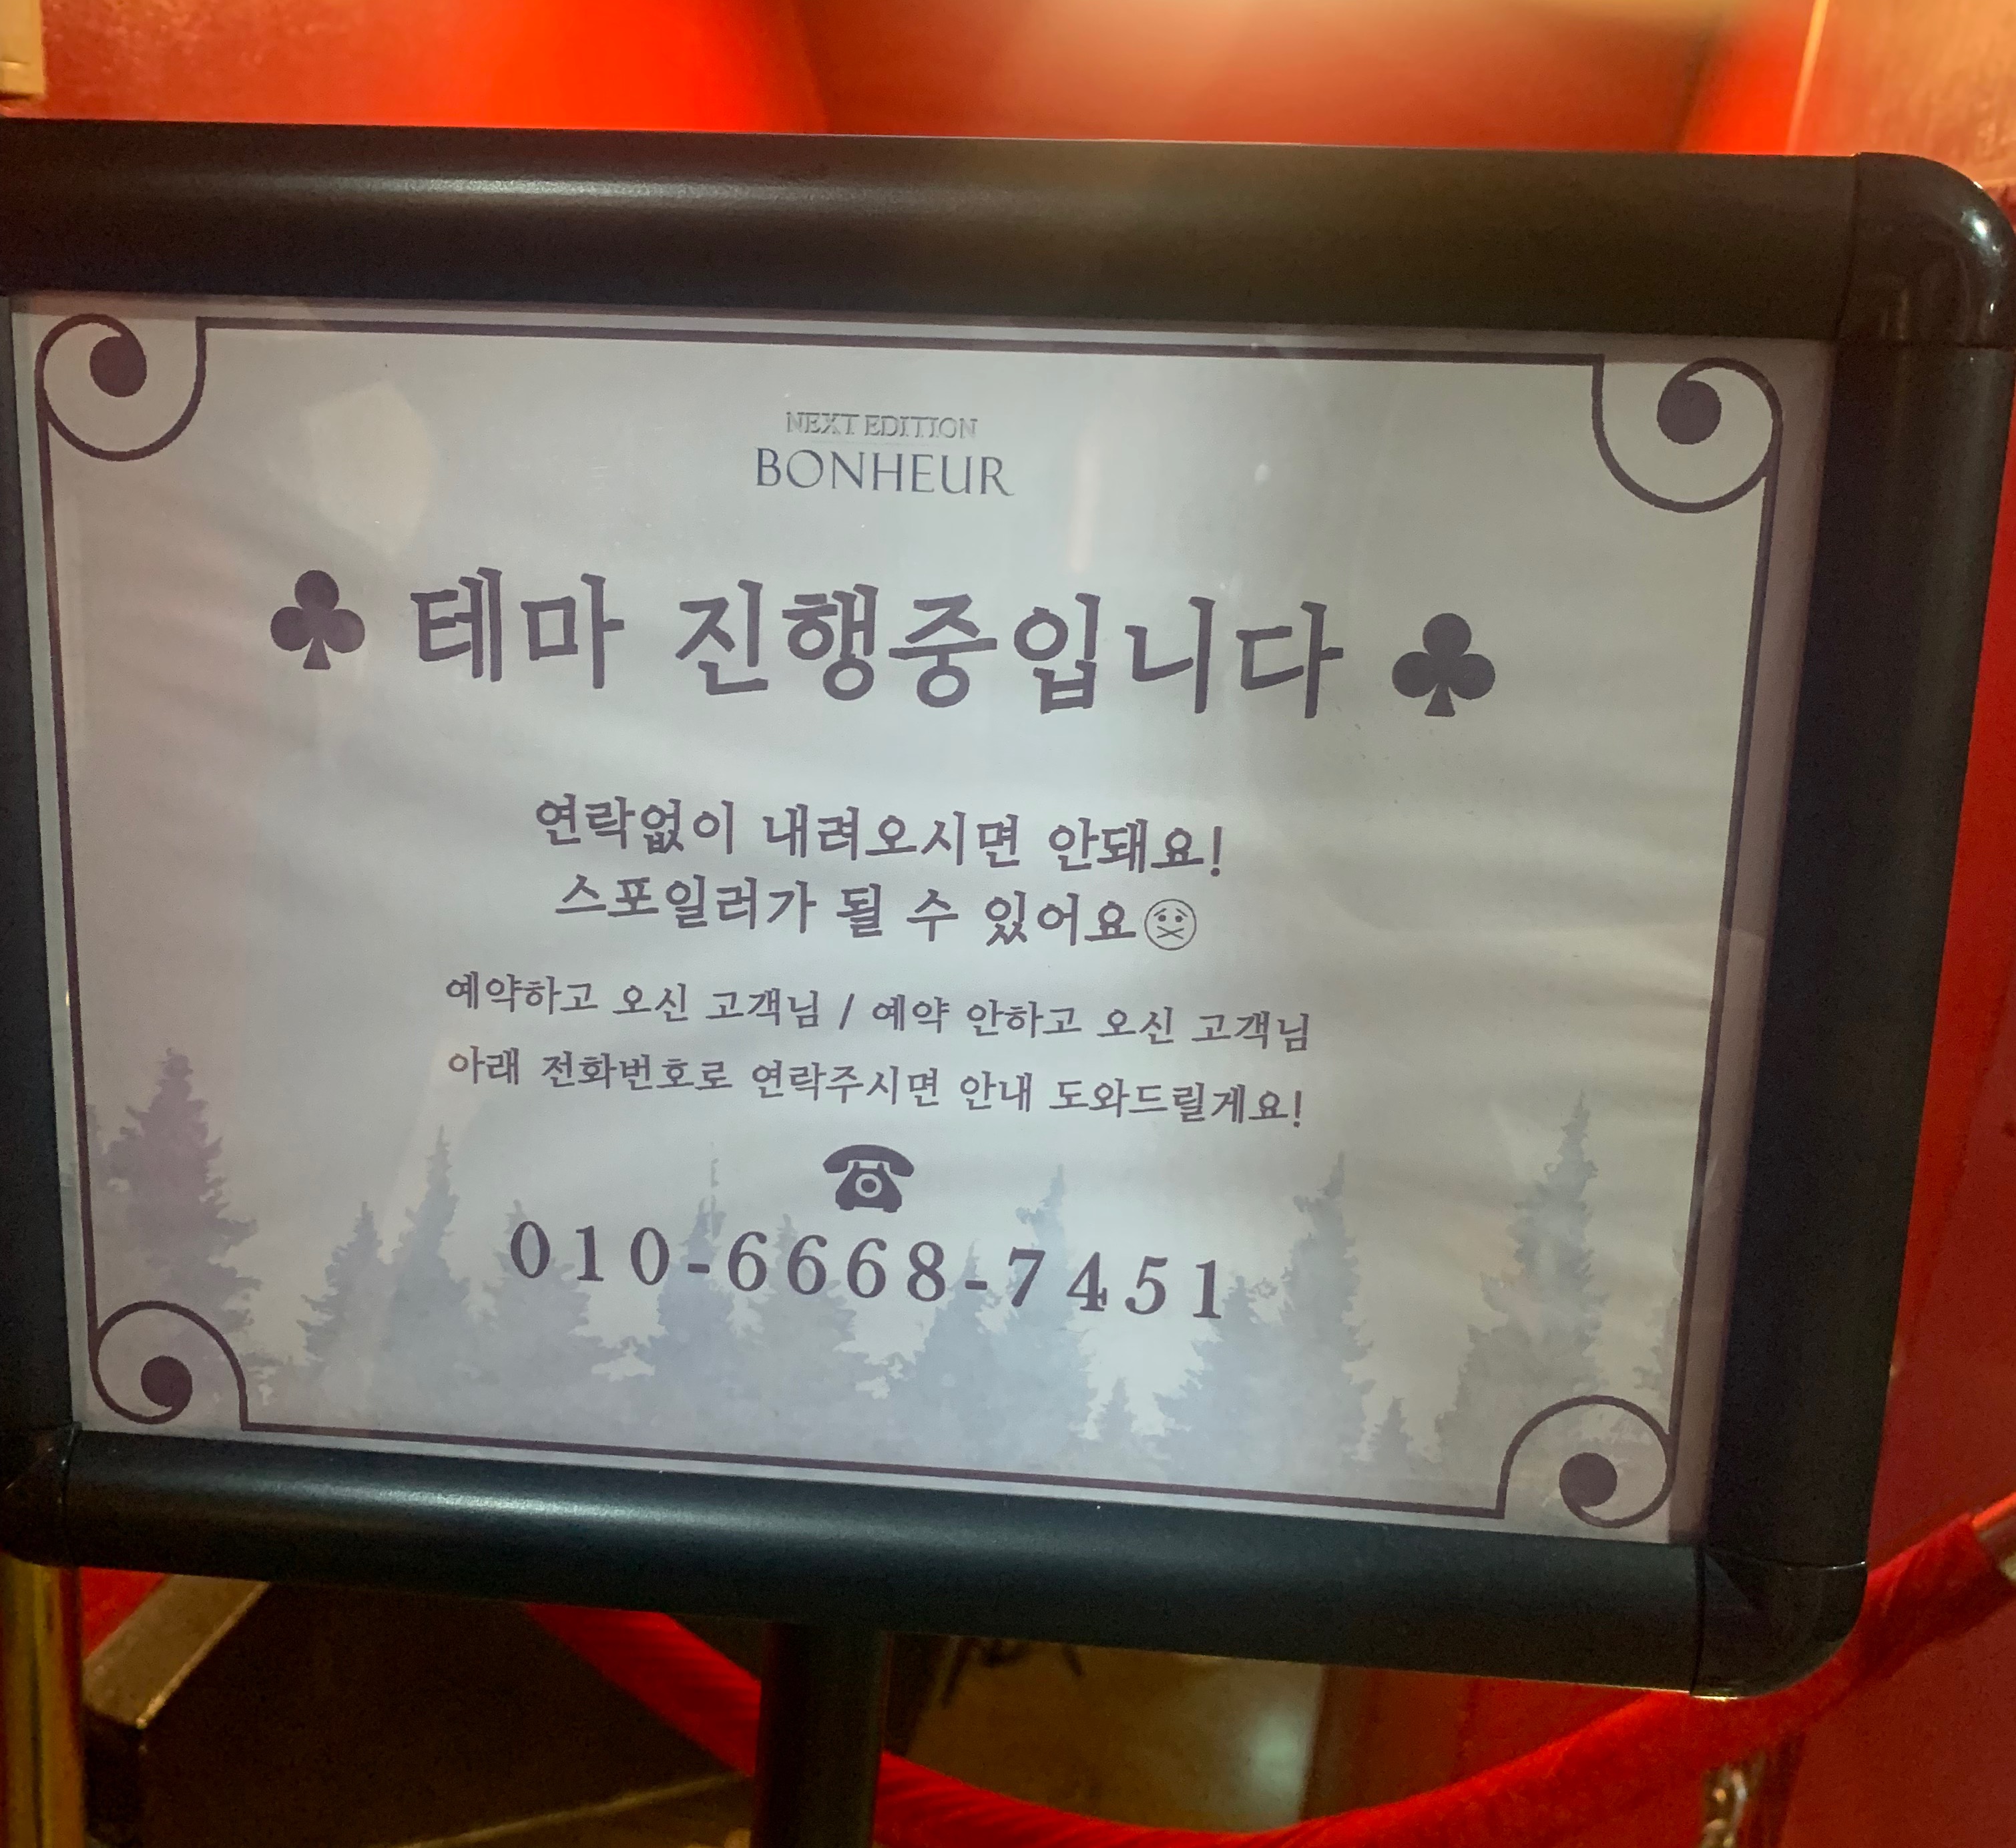 NEXT EDITION
BONHEUR
♣ 테마 진행중입니다 ♣
연락없이 내려오시면 안돼요!
스포일러가 될 수 있어요
예약하고 오신 고객님 / 예약 안하고 오신 고객님
아래 전화번호로 연락주시면 안내 도와드릴게요!
☎
010-6668-7451